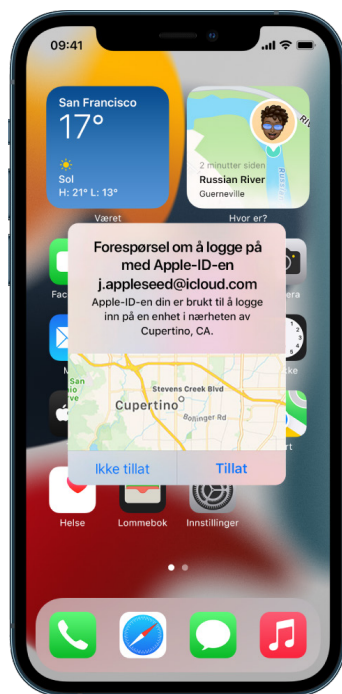 09:41
San Francisco
17°
Sol
H: 21° L: 13°
Været
2 minutter siden
Russian River
Guerneville
Hvor er?
Forespørsel om å logge på
med Apple-ID-en
j.appleseed@icloud.com
Apple-ID-en din er brukt til å logge
inn på en enhet i nærheten av
Cupertino, CA.
Stevens Creek Blvd
Cupertino
Bollinger Rd
Ikke tillat
Tillat
Helse
Lommebok
Innstillinger